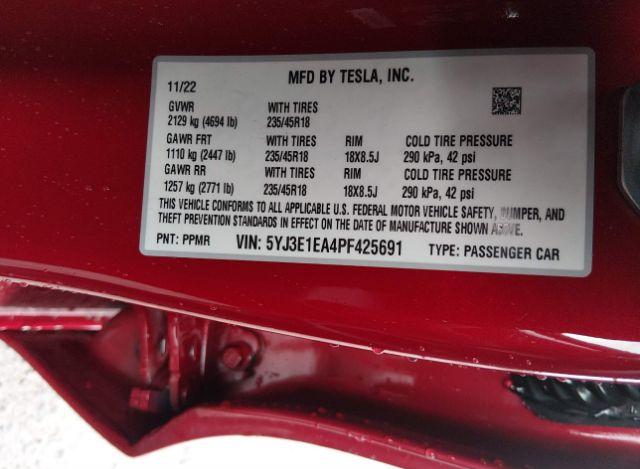 MFD BY TESLA, INC.
11/22
GVWR WITH TIRES
2129 kg (4694 lb) 235/45R18
GAWR FRT WITH TIRES RIM COLD TIRE PRESSURE
1110 kg (2447 lb) 235/45R18 18X8.5J 290 kPa, 42 psi
GAWR RR WITH TIRES RIM COLD TIRE PRESSURE
1257 kg (2771 lb) 235/45R18 18X8.5J 290 kPa, 42 psi
THIS VEHICLE CONFORMS TO ALL APPLICABLE U.S. FEDERAL MOTOR VEHICLE SAFETY, BUMPER, AND
THEFT PREVENTION STANDARDS IN EFFECT ON THE DATE OF MANUFACTURE SHOWN ABOVE.
PNT: PPMR VIN: 5YJ3E1EA4PF425691 TYPE: PASSENGER CAR